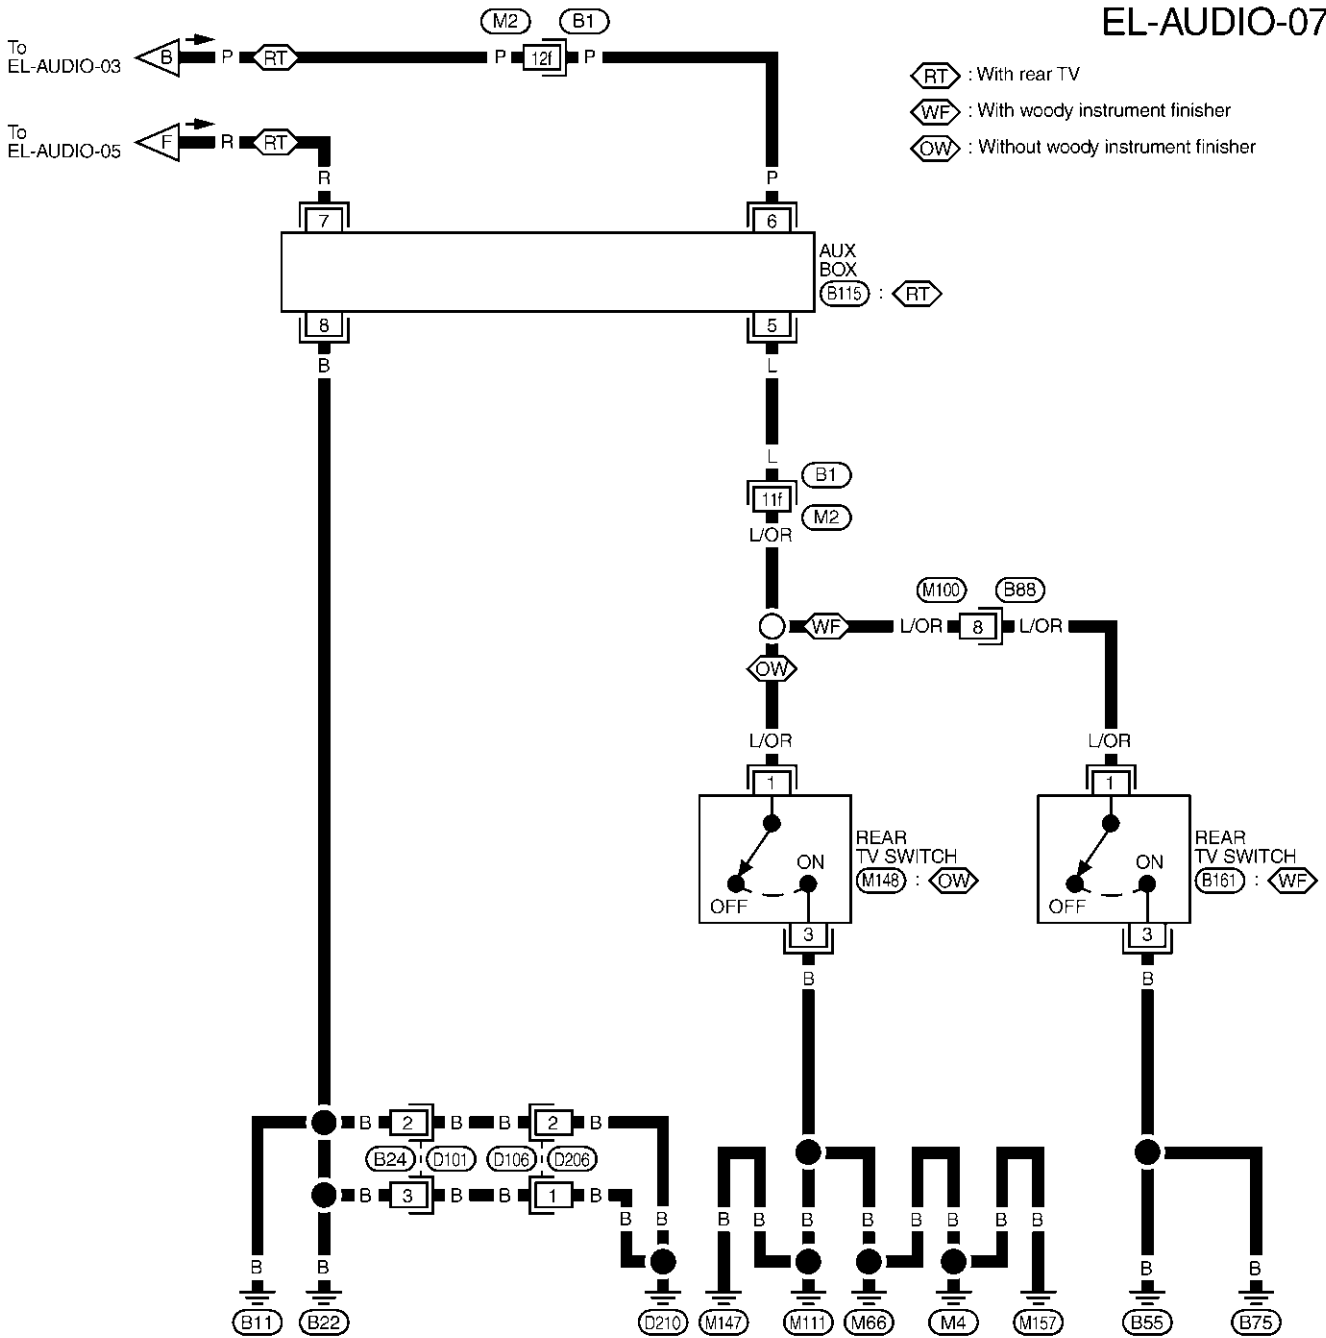 EL-AUDIO-07
M2 B1
To
EL-AUDIO-03
B P RT P 12f P
RT : With rear TV
WF : With woody instrument finisher
OW : Without woody instrument finisher
To
EL-AUDIO-05
F R RT
R P
7 6
AUX
BOX
B115 : RT
8 5
B L
L
B1
11f
M2
L/OR
M100 B88
WF L/OR 8 L/OR
OW
L/OR L/OR
1 1
REAR
TV SWITCH
M148 : OW
ON
OFF
REAR
TV SWITCH
B161 : WF
ON
OFF
3 3
B B
B 2 B B 2 B
B24 D101 D106 D206
B 3 B B 1 B
B B B B B B B B B B
B B B B
B11 B22 D210 M147 M111 M66 M4 M157 B55 B75